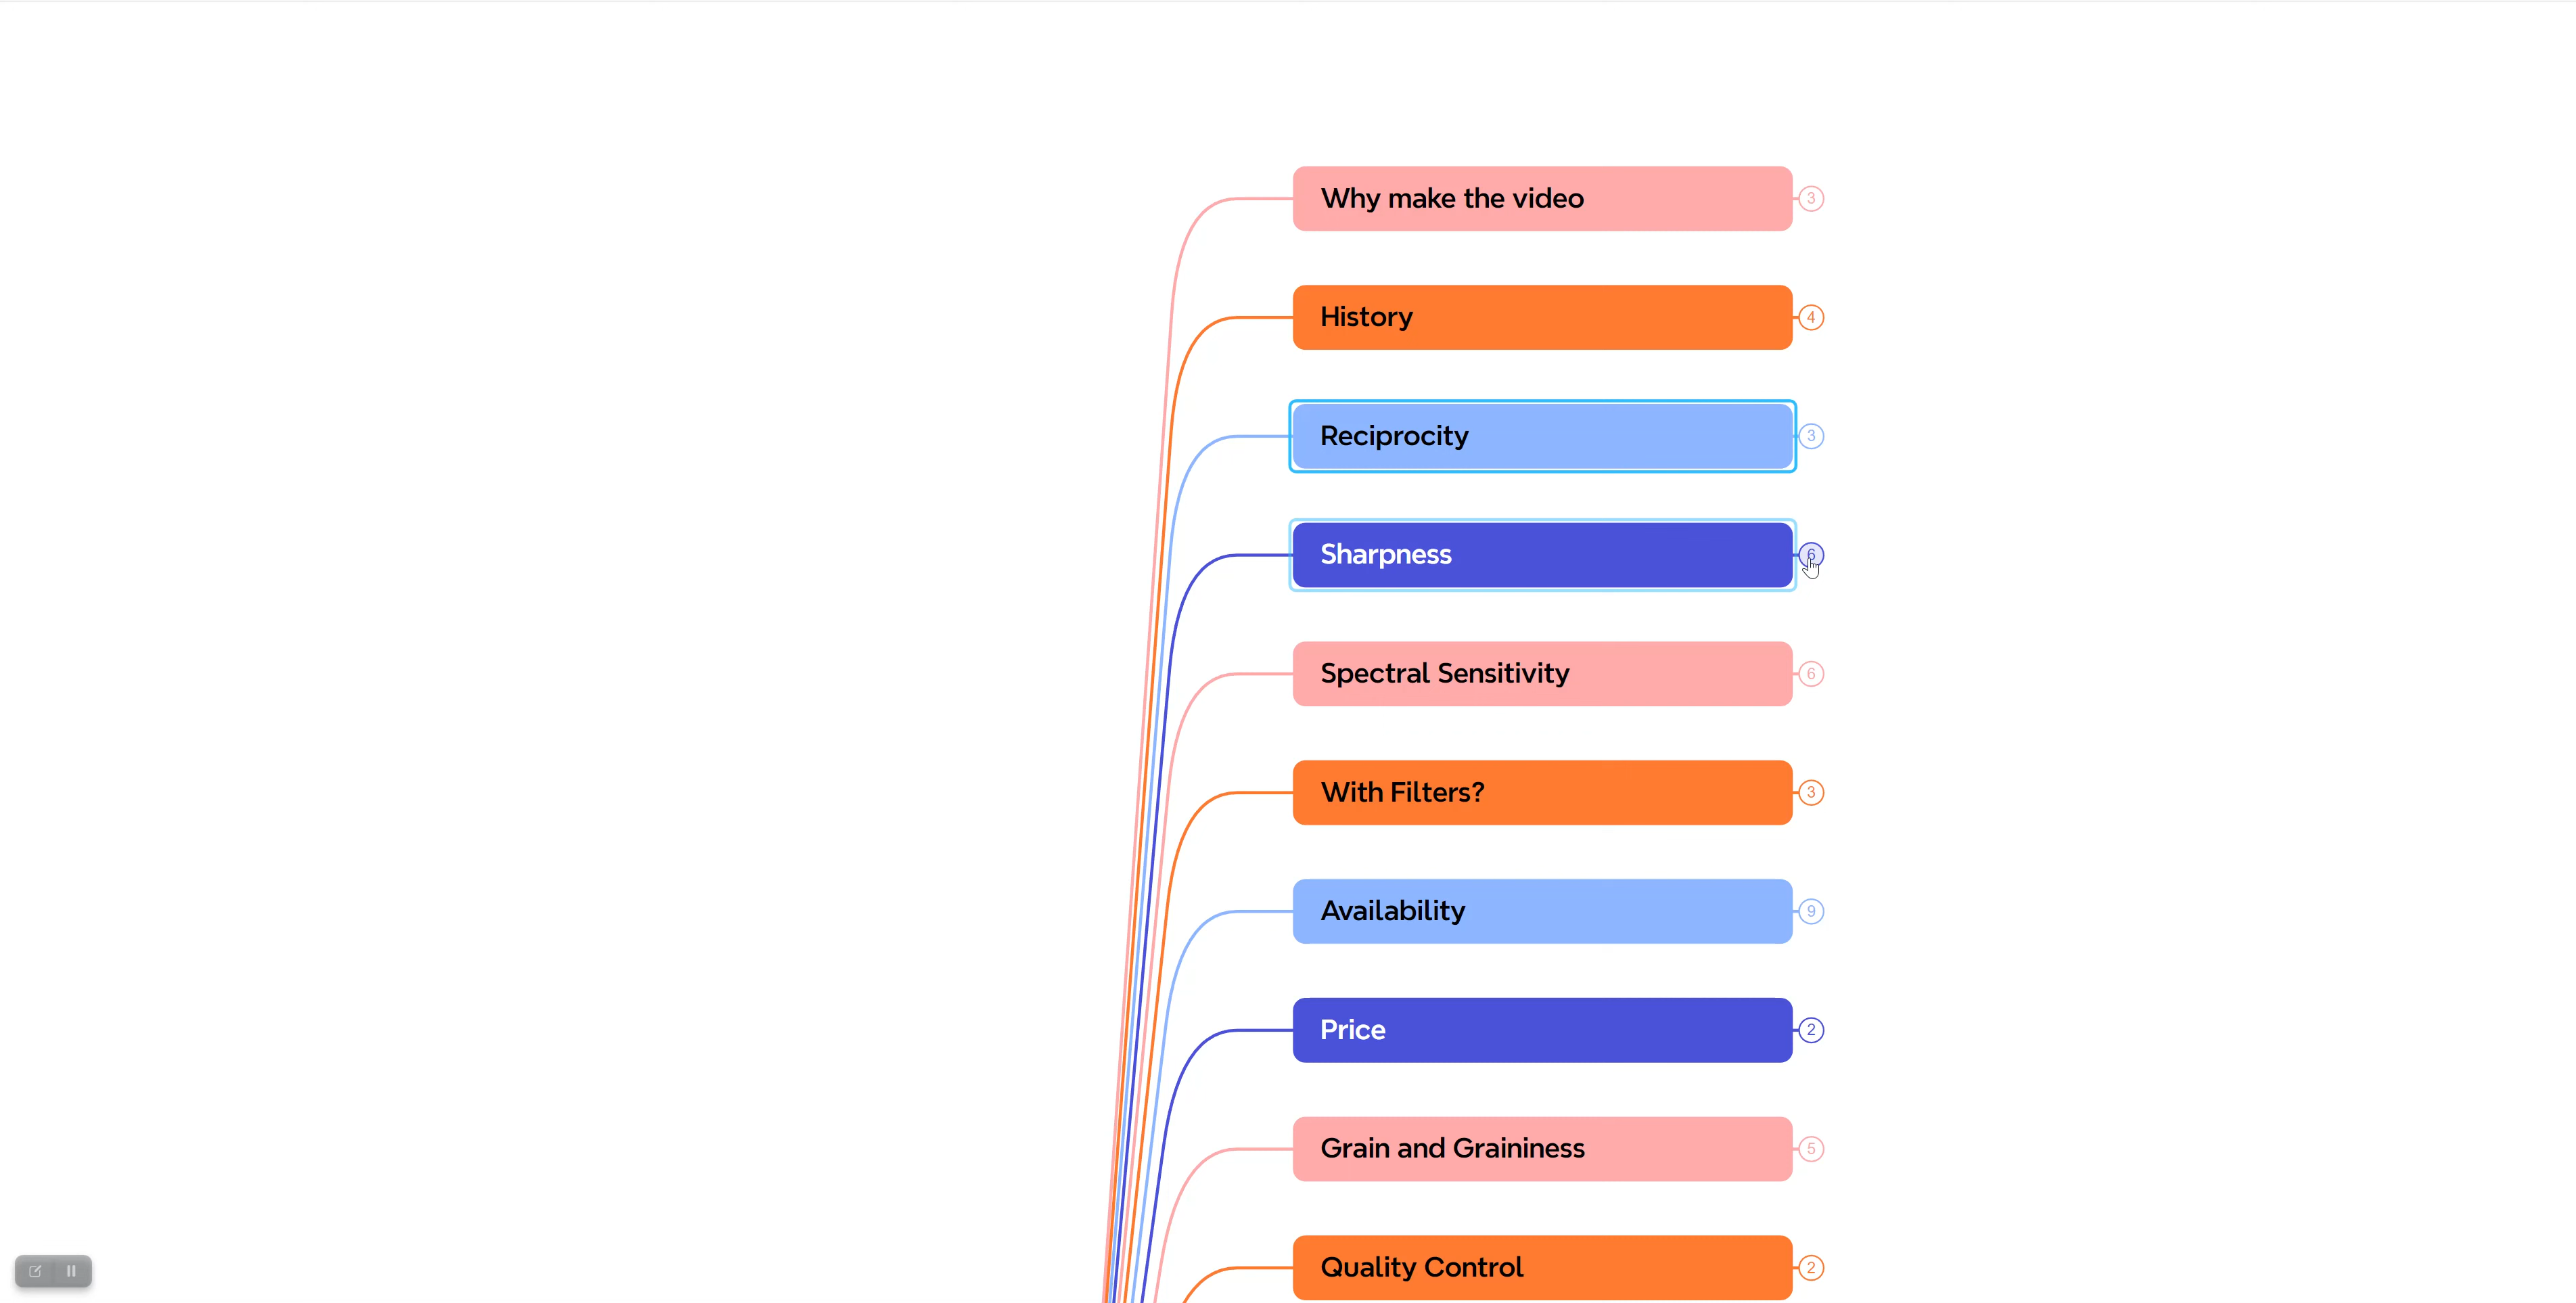 Why make the video 3
History 4
Reciprocity 3
Sharpness 6
Spectral Sensitivity 6
With Filters? 3
Availability 9
Price 2
Grain and Graininess 5
Quality Control 2